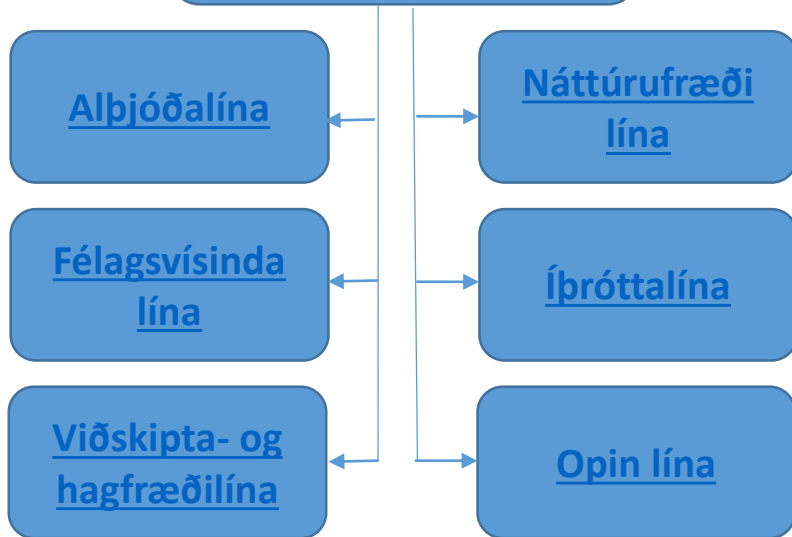 Alþjóðalína
Náttúrufræði
lína
Félagsvísinda
lína
Íþróttalína
Viðskipta- og
hagfræðilína
Opin lína